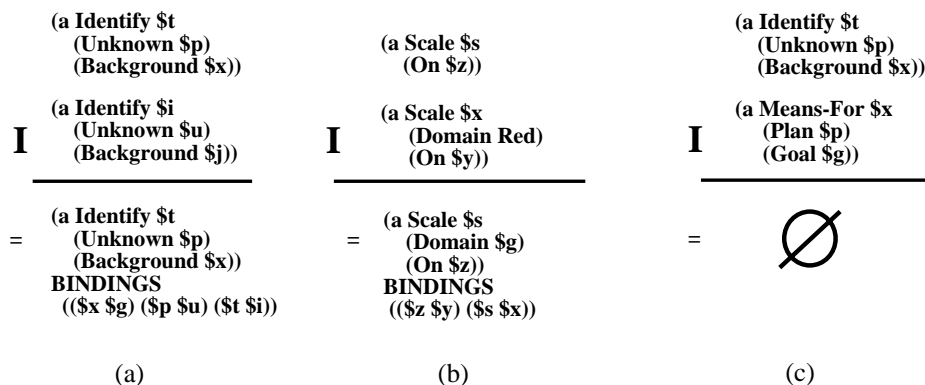 (a Identify $t
(Unknown $p)
(Background $x))
I
(a Identify $i
(Unknown $u)
(Background $j))
=
(a Identify $t
(Unknown $p)
(Background $x))
BINDINGS
(($x $g) ($p $u) ($t $i))
(a)
(a Scale $s
(On $z))
I
(a Scale $x
(Domain Red)
(On $y))
=
(a Scale $s
(Domain $g)
(On $z))
BINDINGS
(($z $y) ($s $x))
(b)
(a Identify $t
(Unknown $p)
(Background $x))
I
(a Means-For $x
(Plan $p)
(Goal $g))
=
∅
(c)